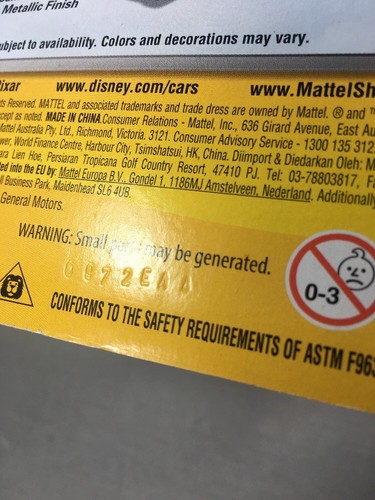 Metallic Finish
ubject to availability. Colors and decorations may vary.
ixar www.disney.com/cars www.MattelSh
ts Reserved. MATTEL and associated trademarks and trade dress are owned by Mattel. ® and ™
cept as noted. MADE IN CHINA.Consumer Relations - Mattel, Inc., 636 Girard Avenue, East Au
Mattel Australia Pty. Ltd., Richmond, Victoria. 3121. Consumer Advisory Service - 1300 135 312
wer, World Finance Centre, Harbour City, Tsimshatsui, HK, China. Diimport & Diedarkan Oleh: M
ara Lien Hoe, Persiaran Tropicana Golf Country Resort, 47410 PJ. Tel: 03-78803817, F
ted into the EU by: Mattel Europa B.V., Gondel 1, 1186MJ Amstelveen, Nederland. Additionally
l Business Park, Maidenhead SL6 4UB.
General Motors.
WARNING: Small may be generated.
0-3
CONFORMS TO THE SAFETY REQUIREMENTS OF ASTM F963